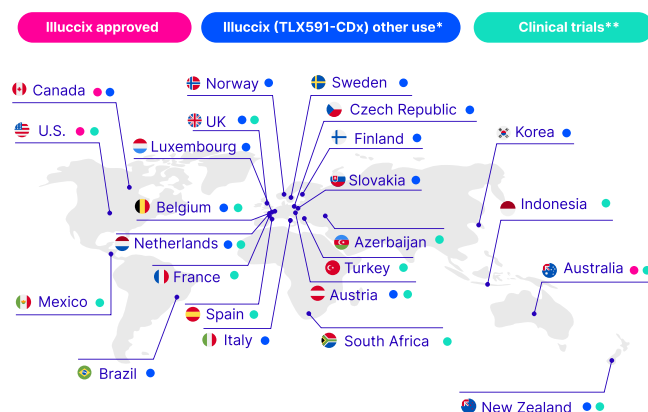 Illuccix approved
Illuccix (TLX591-CDx) other use*
Clinical trials**
Canada
Norway
Sweden
U.S.
UK
Czech Republic
Luxembourg
Finland
Korea
Slovakia
Belgium
Indonesia
Netherlands
Azerbaijan
France
Turkey
Australia
Mexico
Austria
Spain
Italy
South Africa
Brazil
New Zealand